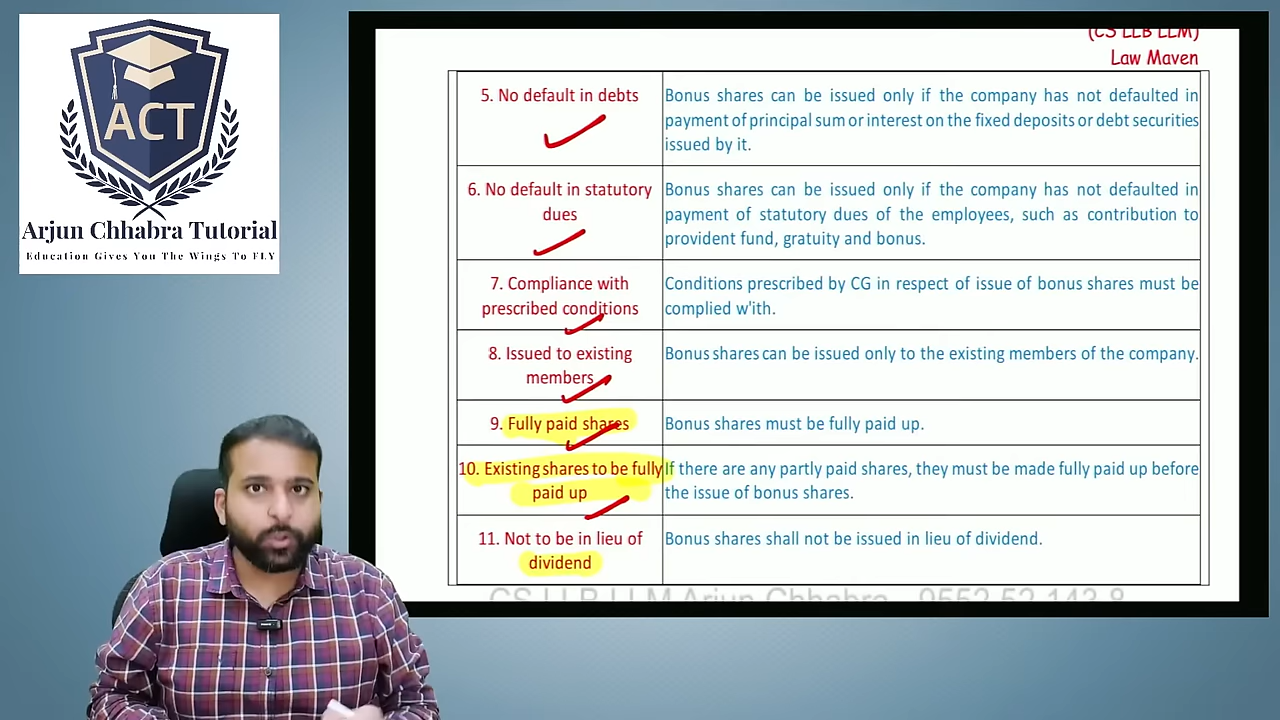 ACT
Arjun Chhabra Tutorial
Education Gives You The Wings To FLY
(CS LLB LLM)
Law Maven
5. No default in debts
Bonus shares can be issued only if the company has not defaulted in
payment of principal sum or interest on the fixed deposits or debt securities
issued by it.
6. No default in statutory
dues
Bonus shares can be issued only if the company has not defaulted in
payment of statutory dues of the employees, such as contribution to
provident fund, gratuity and bonus.
7. Compliance with
prescribed conditions
Conditions prescribed by CG in respect of issue of bonus shares must be
complied w'ith.
8. Issued to existing
members
Bonus shares can be issued only to the existing members of the company.
9. Fully paid shares
Bonus shares must be fully paid up.
10. Existing shares to be fully
paid up
If there are any partly paid shares, they must be made fully paid up before
the issue of bonus shares.
11. Not to be in lieu of
dividend
Bonus shares shall not be issued in lieu of dividend.
CS LLB LLM Arjun Chhabra